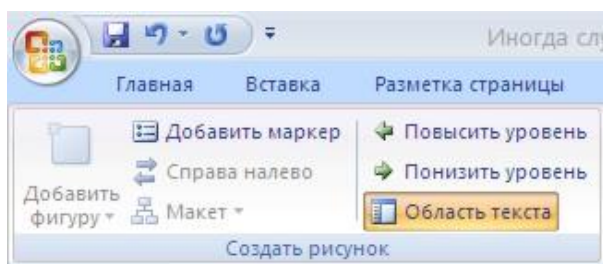 Иногда
Главная Вставка Разметка страницы
Добавить фигуру
Добавить маркер
Справа налево
Макет
Повысить уровень
Понизить уровень
Область текста
Создать рисунок